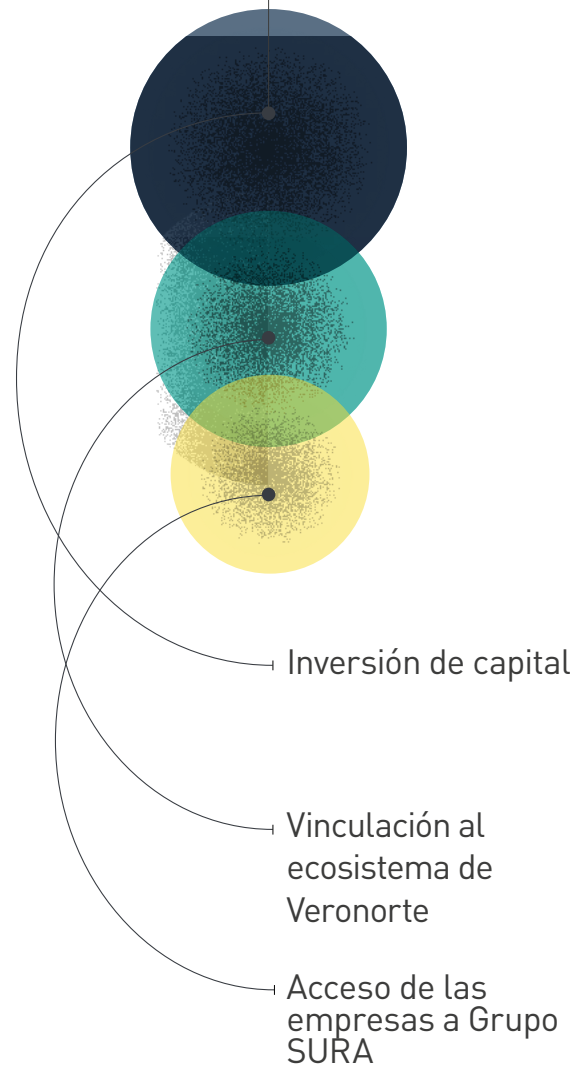 Inversión de capital
Vinculación al
ecosistema de
Veronorte
Acceso de las
empresas a Grupo
SURA